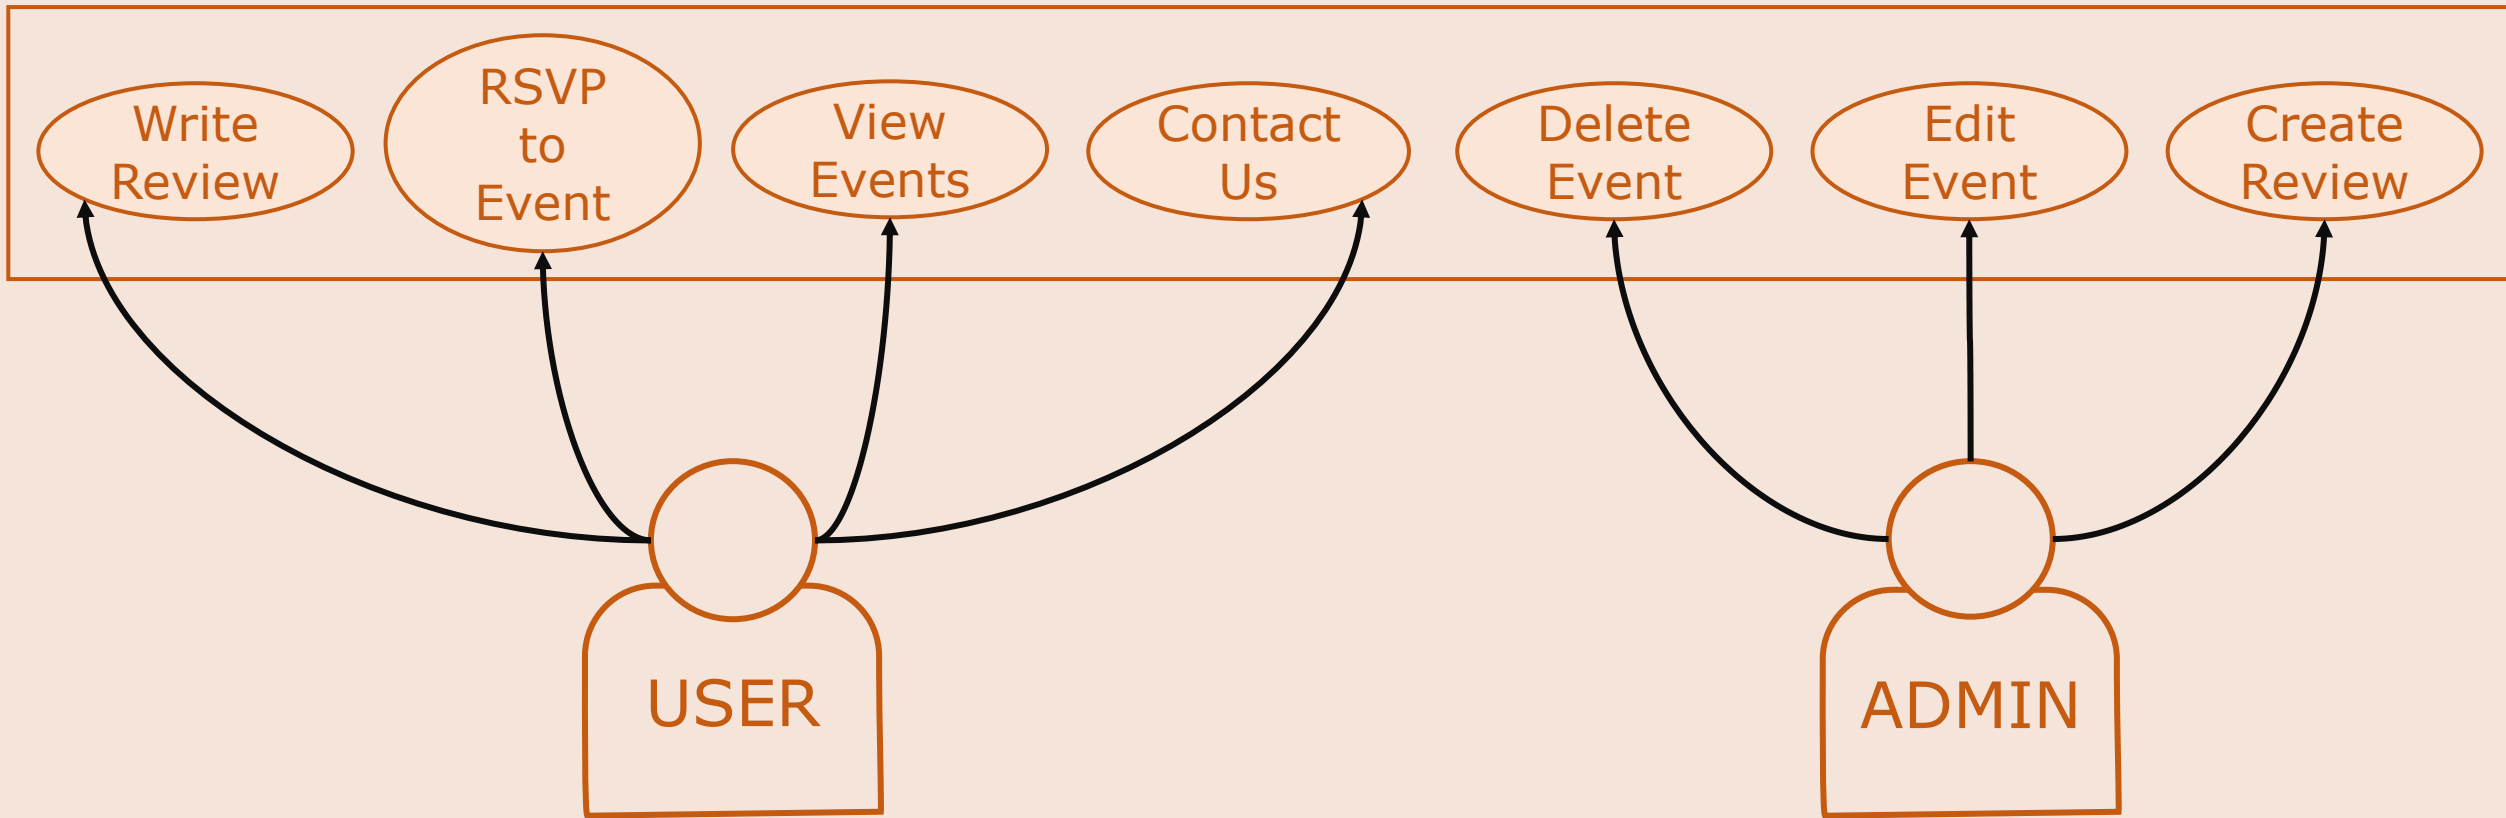 Write
Review
RSVP
to
Event
View
Events
Contact
Us
Delete
Event
Edit
Event
Create
Review
USER
ADMIN